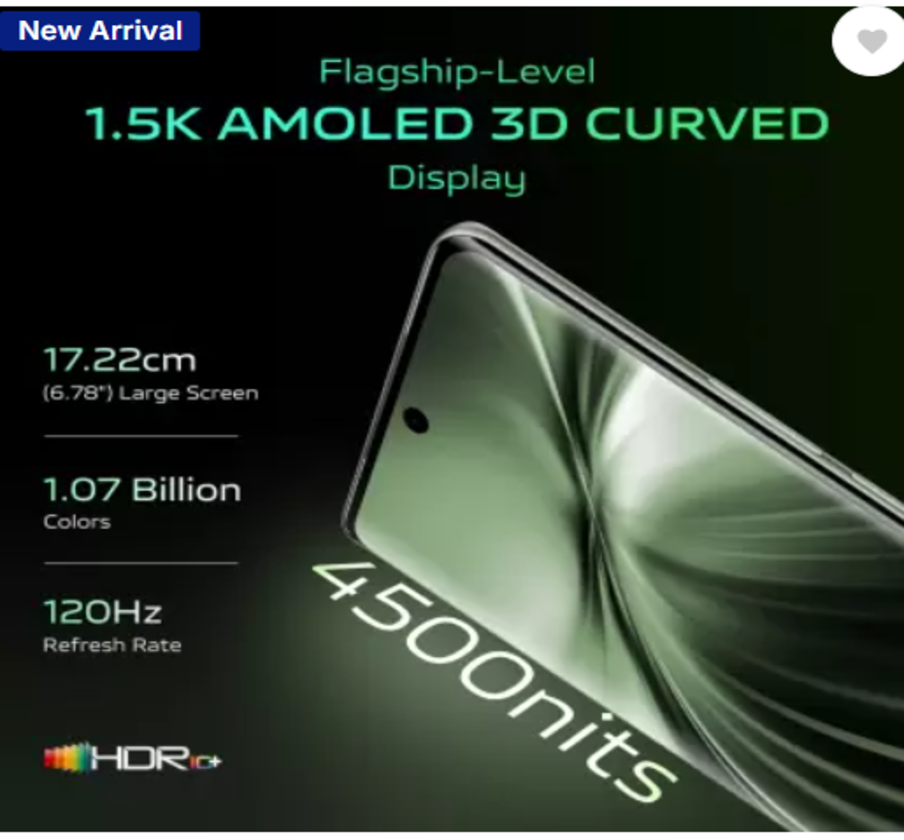 New Arrival
Flagship-Level
1.5K AMOLED 3D CURVED
Display
17.22cm
(6.78") Large Screen
1.07 Billion
Colors
120Hz
Refresh Rate
4500nits
HDR10+